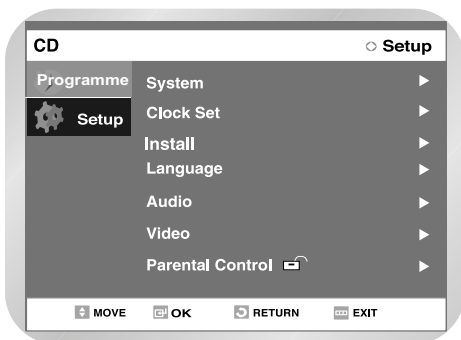 CD Setup
Programme
Setup
System
Clock Set
Install
Language
Audio
Video
Parental Control
MOVE OK RETURN EXIT